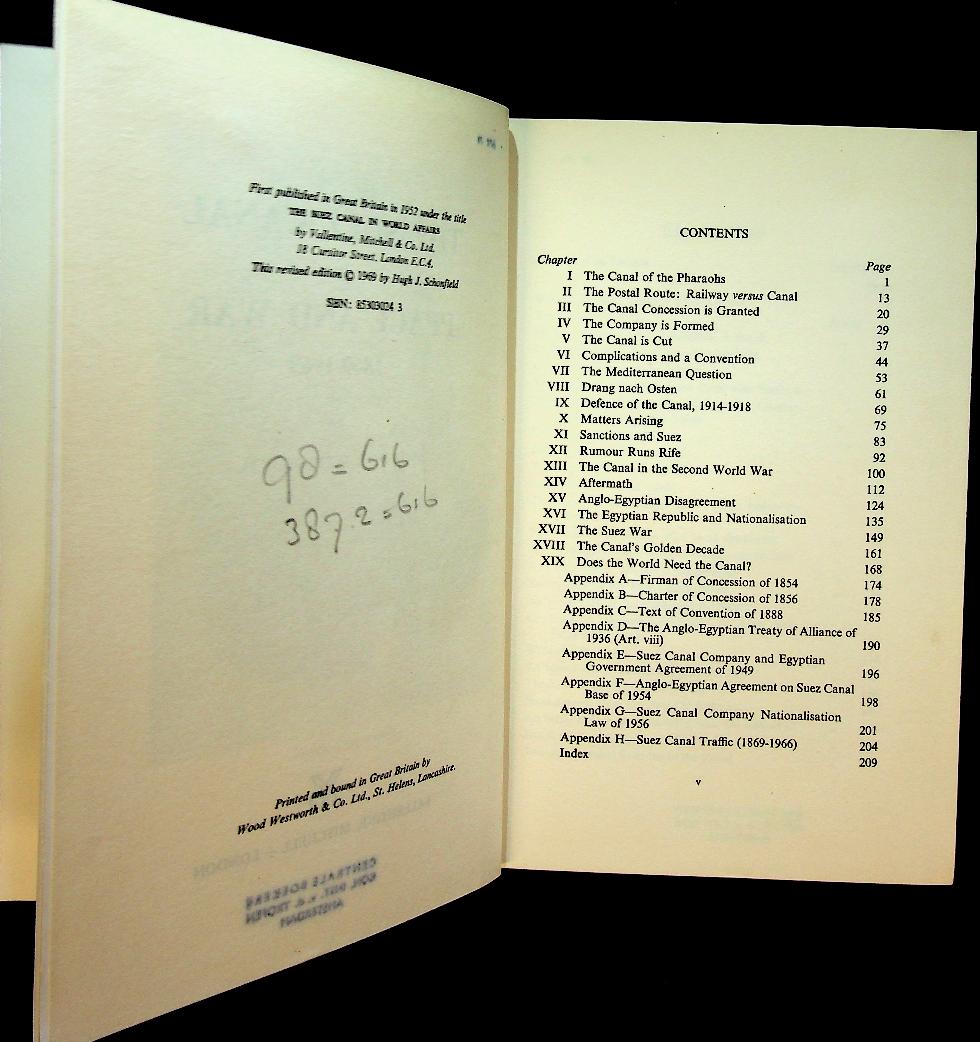 First published in Great Britain in 1952 under the title
THE SUEZ CANAL IN WORLD AFFAIRS
by Vallentine, Mitchell & Co. Ltd.
18 Cursitor Street, London E.C.4.
This revised edition © 1969 by Hugh J. Schonfield
SBN: 85303024 3
98 = 616
387.2 = 616
Printed and bound in Great Britain by
Wood Westworth & Co. Ltd., St. Helens, Lancashire.
CENTRALE BOEKERIJ
KON. INST. v. d. TROPEN
AMSTERDAM
CONTENTS
Chapter Page
I The Canal of the Pharaohs 1
II The Postal Route: Railway versus Canal 13
III The Canal Concession is Granted 20
IV The Company is Formed 29
V The Canal is Cut 37
VI Complications and a Convention 44
VII The Mediterranean Question 53
VIII Drang nach Osten 61
IX Defence of the Canal, 1914-1918 69
X Matters Arising 75
XI Sanctions and Suez 83
XII Rumour Runs Rife 92
XIII The Canal in the Second World War 100
XIV Aftermath 112
XV Anglo-Egyptian Disagreement 124
XVI The Egyptian Republic and Nationalisation 135
XVII The Suez War 149
XVIII The Canal's Golden Decade 161
XIX Does the World Need the Canal? 168
Appendix A—Firman of Concession of 1854 174
Appendix B—Charter of Concession of 1856 178
Appendix C—Text of Convention of 1888 185
Appendix D—The Anglo-Egyptian Treaty of Alliance of
1936 (Art. viii) 190
Appendix E—Suez Canal Company and Egyptian
Government Agreement of 1949 196
Appendix F—Anglo-Egyptian Agreement on Suez Canal
Base of 1954 198
Appendix G—Suez Canal Company Nationalisation
Law of 1956 201
Appendix H—Suez Canal Traffic (1869-1966) 204
Index 209
v